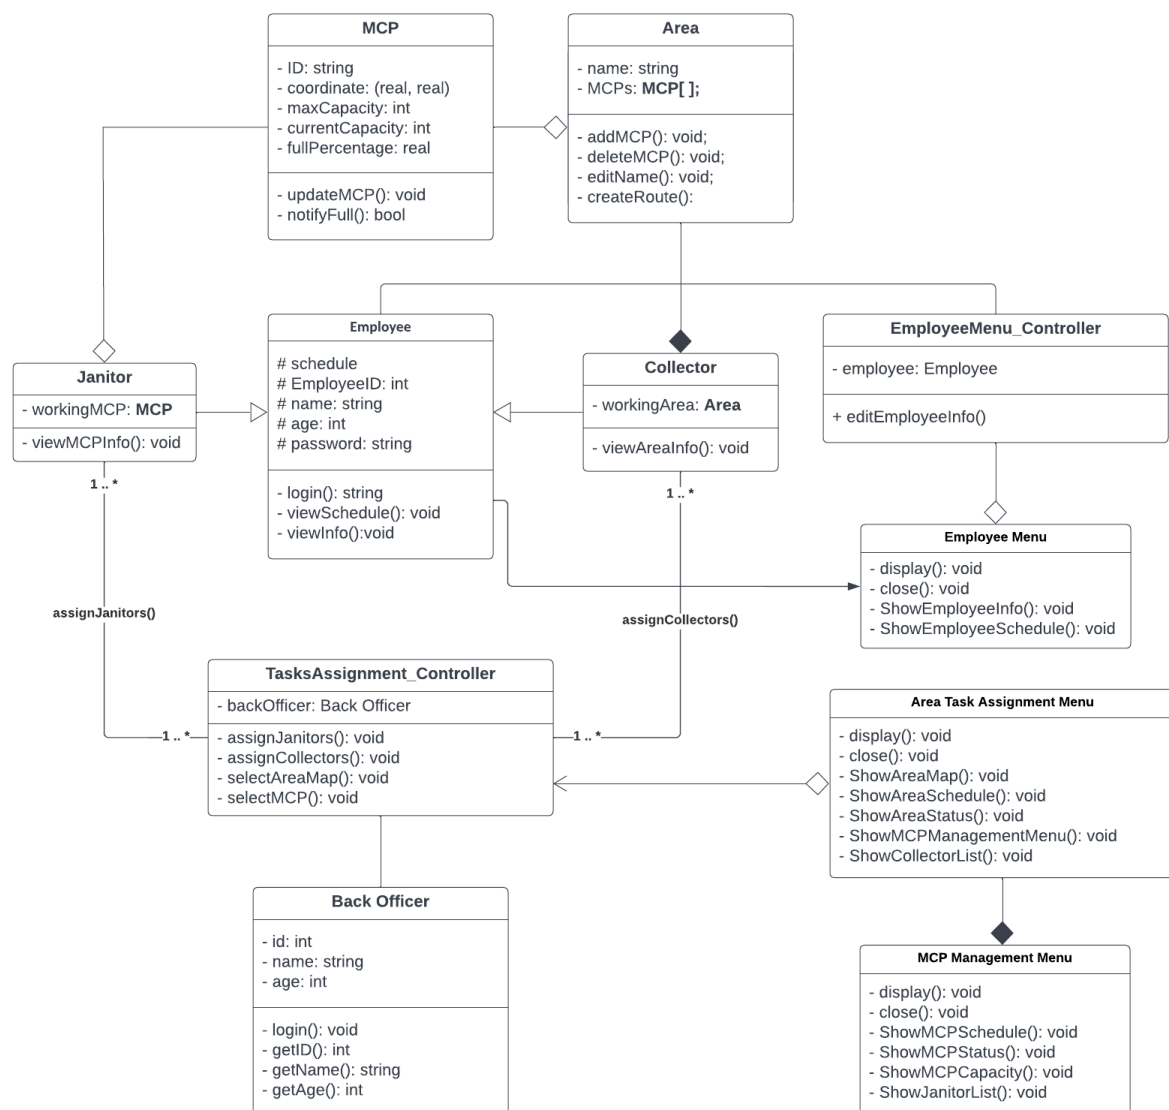 MCP
- ID: string
- coordinate: (real, real)
- maxCapacity: int
- currentCapacity: int
- fullPercentage: real
- updateMCP(): void
- notifyFull(): bool
Area
- name: string
- MCPs: MCP[ ];
- addMCP(): void;
- deleteMCP(): void;
- editName(): void;
- createRoute():
Janitor
- workingMCP: MCP
- viewMCPInfo(): void
Employee
# schedule
# EmployeeID: int
# name: string
# age: int
# password: string
- login(): string
- viewSchedule(): void
- viewInfo():void
Collector
- workingArea: Area
- viewAreaInfo(): void
EmployeeMenu_Controller
- employee: Employee
+ editEmployeeInfo()
1 .. *
1 .. *
Employee Menu
- display(): void
- close(): void
- ShowEmployeeInfo(): void
- ShowEmployeeSchedule(): void
assignJanitors()
assignCollectors()
TasksAssignment_Controller
- backOfficer: Back Officer
- assignJanitors(): void
- assignCollectors(): void
- selectAreaMap(): void
- selectMCP(): void
1 .. *
1 .. *
Area Task Assignment Menu
- display(): void
- close(): void
- ShowAreaMap(): void
- ShowAreaSchedule(): void
- ShowAreaStatus(): void
- ShowMCPManagementMenu(): void
- ShowCollectorList(): void
Back Officer
- id: int
- name: string
- age: int
- login(): void
- getID(): int
- getName(): string
- getAge(): int
MCP Management Menu
- display(): void
- close(): void
- ShowMCPSchedule(): void
- ShowMCPStatus(): void
- ShowMCPCapacity(): void
- ShowJanitorList(): void